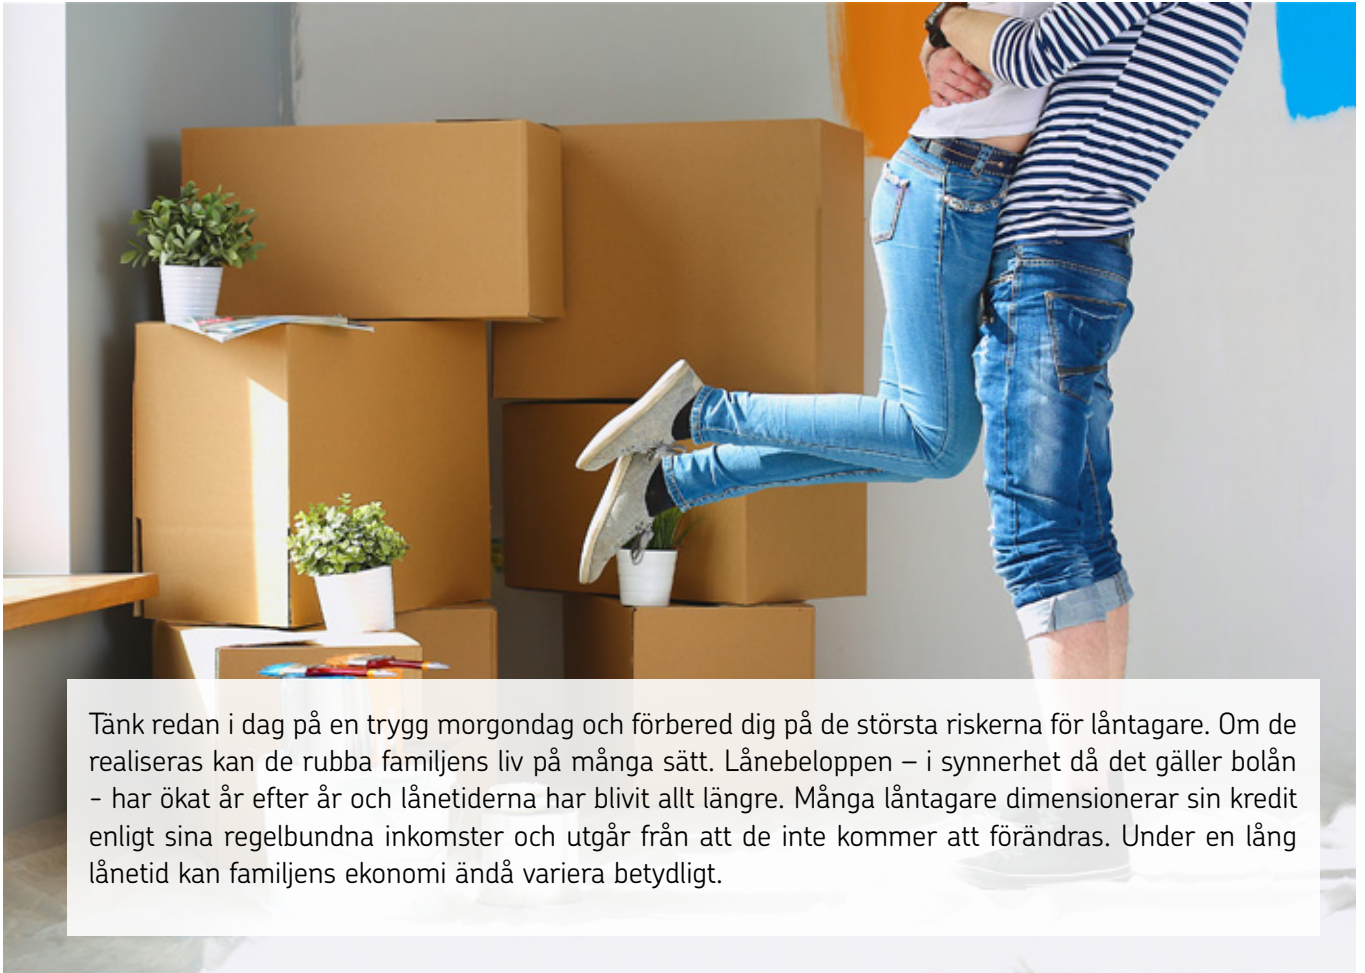 Tänk redan i dag på en trygg morgondag och förbered dig på de största riskerna för låntagare. Om de
realiseras kan de rubba familjens liv på många sätt. Lånebeloppen – i synnerhet då det gäller bolån
- har ökat år efter år och lånetiderna har blivit allt längre. Många låntagare dimensionerar sin kredit
enligt sina regelbundna inkomster och utgår från att de inte kommer att förändras. Under en lång
lånetid kan familjens ekonomi ändå variera betydligt.